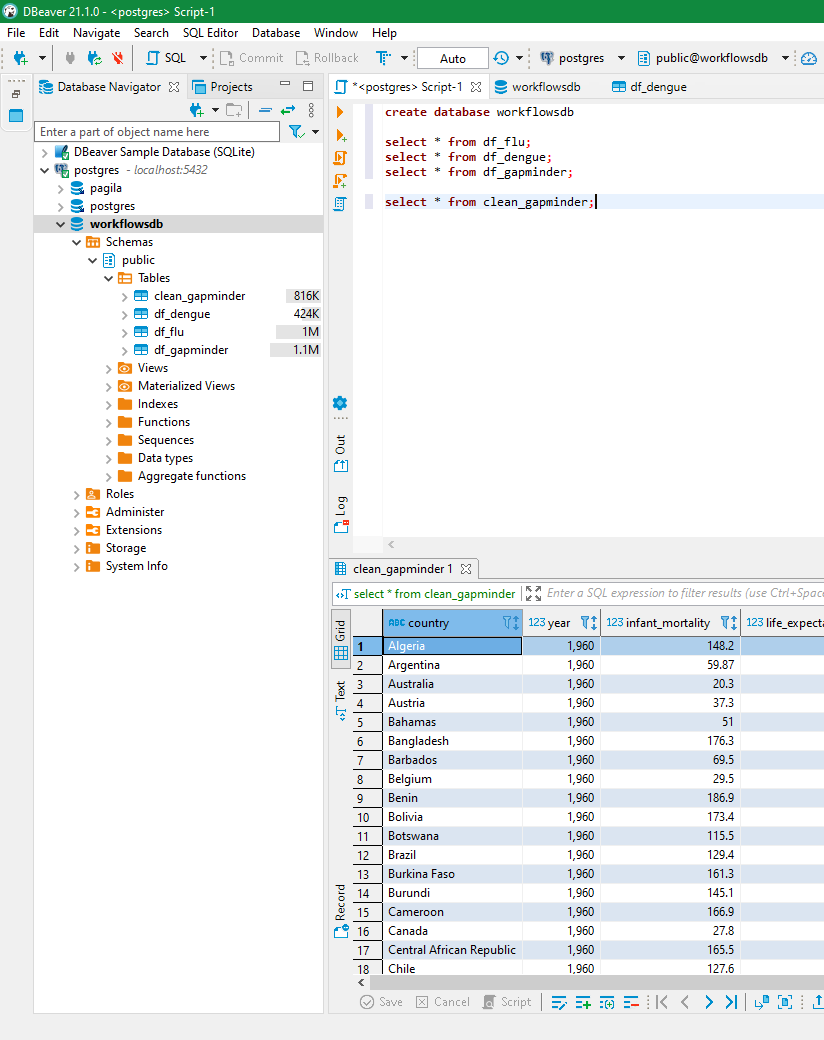 DBeaver 21.1.0 - <postgres> Script-1
File Edit Navigate Search SQL Editor Database Window Help
SQL Commit Rollback Auto postgres public@workflowsdb
Database Navigator Projects
Enter a part of object name here
DBeaver Sample Database (SQLite)
postgres - localhost:5432
pagila
postgres
workflowsdb
Schemas
public
Tables
clean_gapminder 816K
df_dengue 424K
df_flu 1M
df_gapminder 1.1M
Views
Materialized Views
Indexes
Functions
Sequences
Data types
Aggregate functions
Roles
Administer
Extensions
Storage
System Info
*<postgres> Script-1 workflowsdb df_dengue
create database workflowsdb
select * from df_flu;
select * from df_dengue;
select * from df_gapminder;
select * from clean_gapminder;
Out
Log
clean_gapminder 1
select * from clean_gapminder Enter a SQL expression to filter results (use Ctrl+Spac
Grid
Text
Record
ABC country 123 year 123 infant_mortality 123 life_expecta
1 Algeria 1,960 148.2
2 Argentina 1,960 59.87
3 Australia 1,960 20.3
4 Austria 1,960 37.3
5 Bahamas 1,960 51
6 Bangladesh 1,960 176.3
7 Barbados 1,960 69.5
8 Belgium 1,960 29.5
9 Benin 1,960 186.9
10 Bolivia 1,960 173.4
11 Botswana 1,960 115.5
12 Brazil 1,960 129.4
13 Burkina Faso 1,960 161.3
14 Burundi 1,960 145.1
15 Cameroon 1,960 166.9
16 Canada 1,960 27.8
17 Central African Republic 1,960 165.5
18 Chile 1,960 127.6
Save Cancel Script